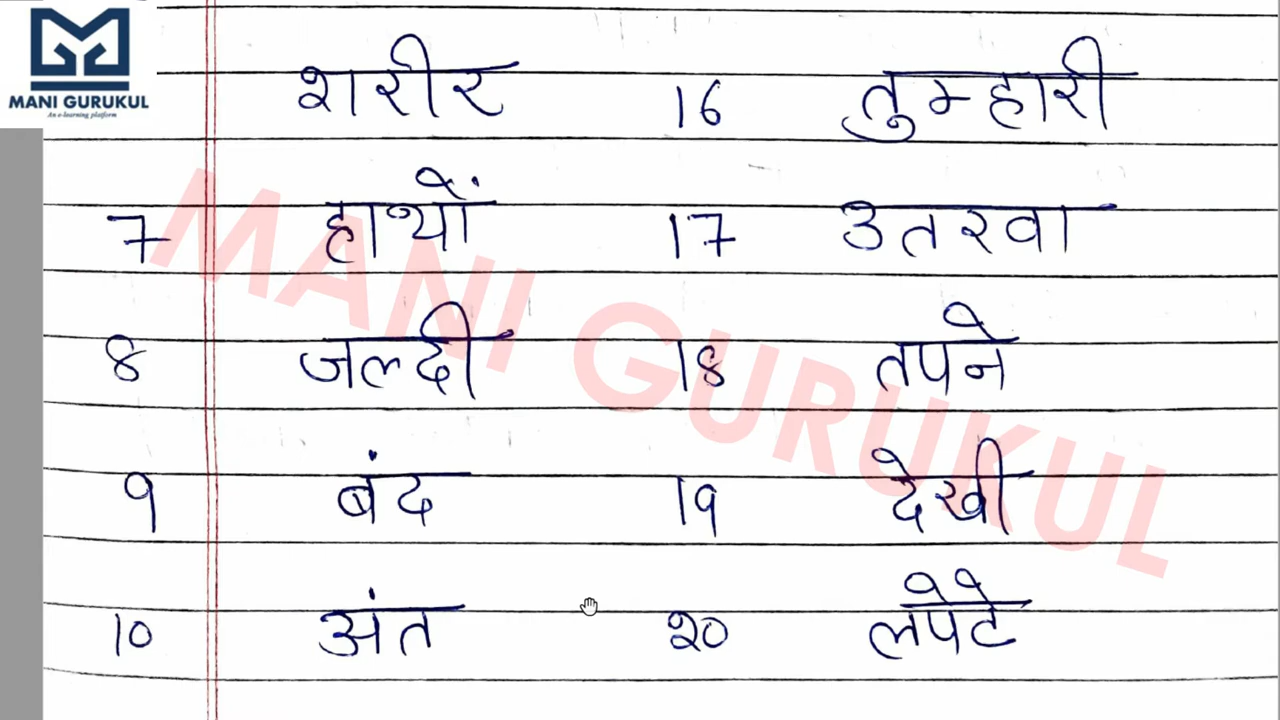 MANI GURUKUL
An e-learning platform
शरीर 16 तुम्हारी
7 हाथों 17 उतरवा
8 जल्दी 18 तपने
9 बंद 19 देखी
10 अंत 20 लपेटे
MANI GURUKUL